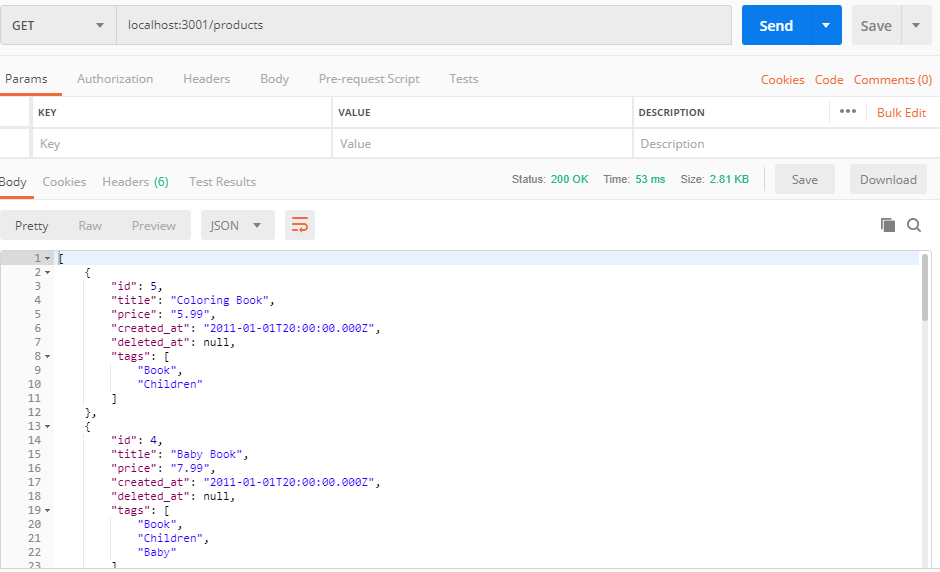 GET localhost:3001/products Send Save
Params Authorization Headers Body Pre-request Script Tests Cookies Code Comments (0)
KEY VALUE DESCRIPTION ••• Bulk Edit
Key Value Description
Body Cookies Headers (6) Test Results Status: 200 OK Time: 53 ms Size: 2.81 KB Save Download
Pretty Raw Preview JSON
1 [
2 {
3 "id": 5,
4 "title": "Coloring Book",
5 "price": "5.99",
6 "created_at": "2011-01-01T20:00:00.000Z",
7 "deleted_at": null,
8 "tags": [
9 "Book",
10 "Children"
11 ]
12 },
13 {
14 "id": 4,
15 "title": "Baby Book",
16 "price": "7.99",
17 "created_at": "2011-01-01T20:00:00.000Z",
18 "deleted_at": null,
19 "tags": [
20 "Book",
21 "Children",
22 "Baby"
23 ]